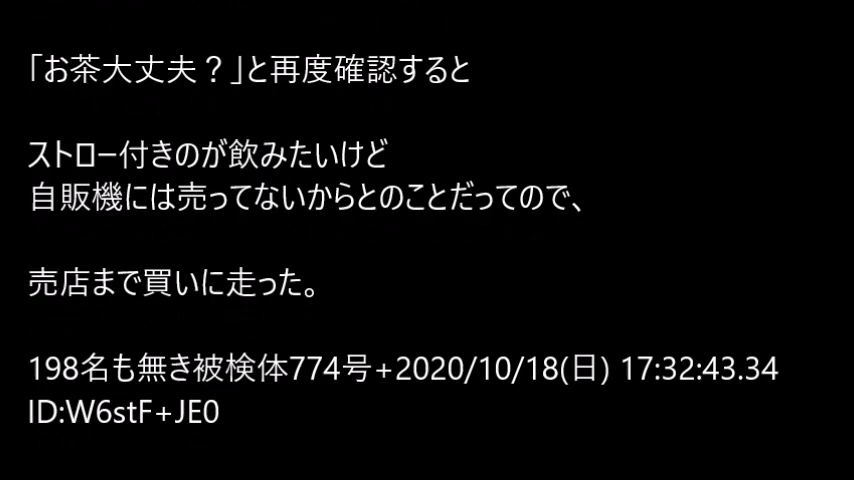 「お茶大丈夫？」と再度確認すると
ストロー付きのが飲みたいけど
自販機には売ってないからとのことだってので、
売店まで買いに走った。
198名も無き被検体774号+2020/10/18(日) 17:32:43.34
ID:W6stF+JE0